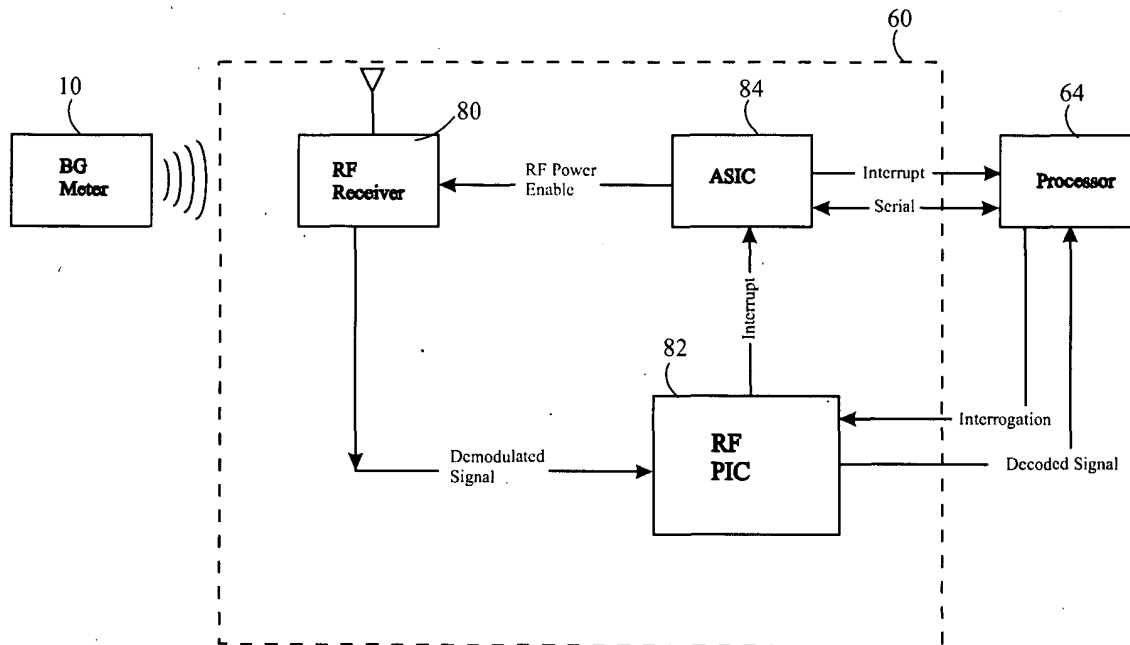 60
10
80
84
64
BG
Meter
RF
Receiver
RF Power
Enable
ASIC
Interrupt
Serial
Processor
Interrupt
82
RF
PIC
Interrogation
Demodulated
Signal
Decoded Signal